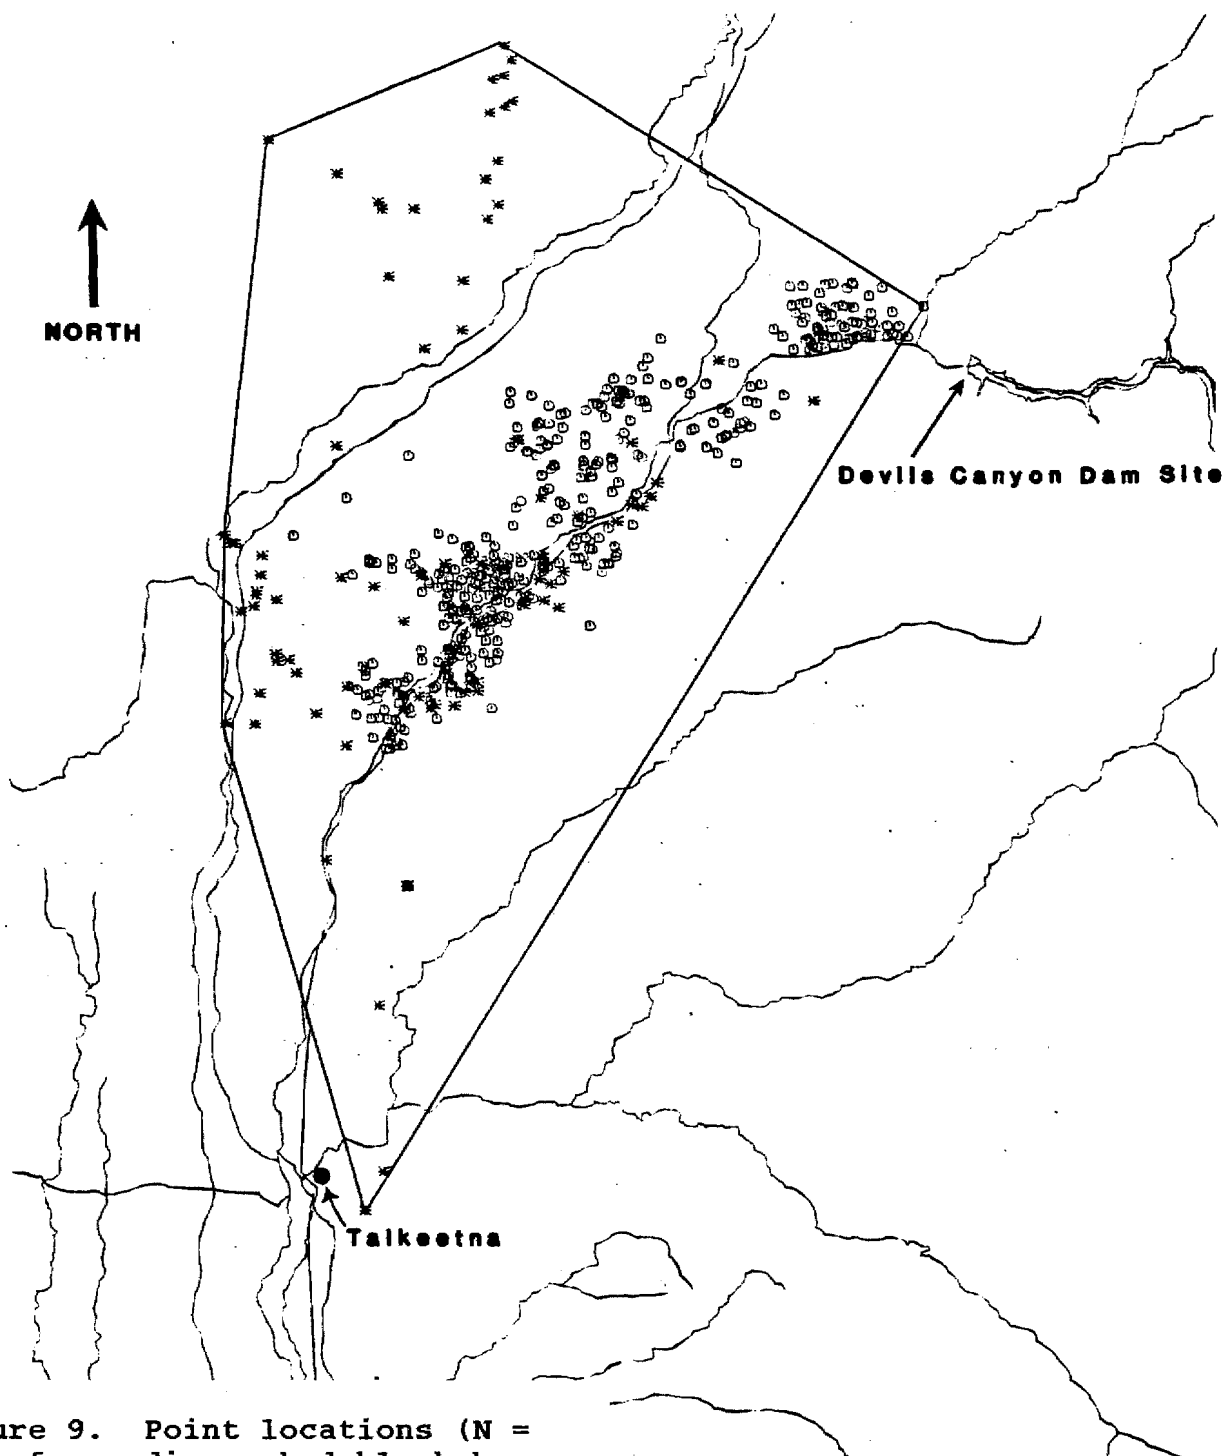 NORTH
Devils Canyon Dam Site
Talkeetna
ure 9. Point locations (N =